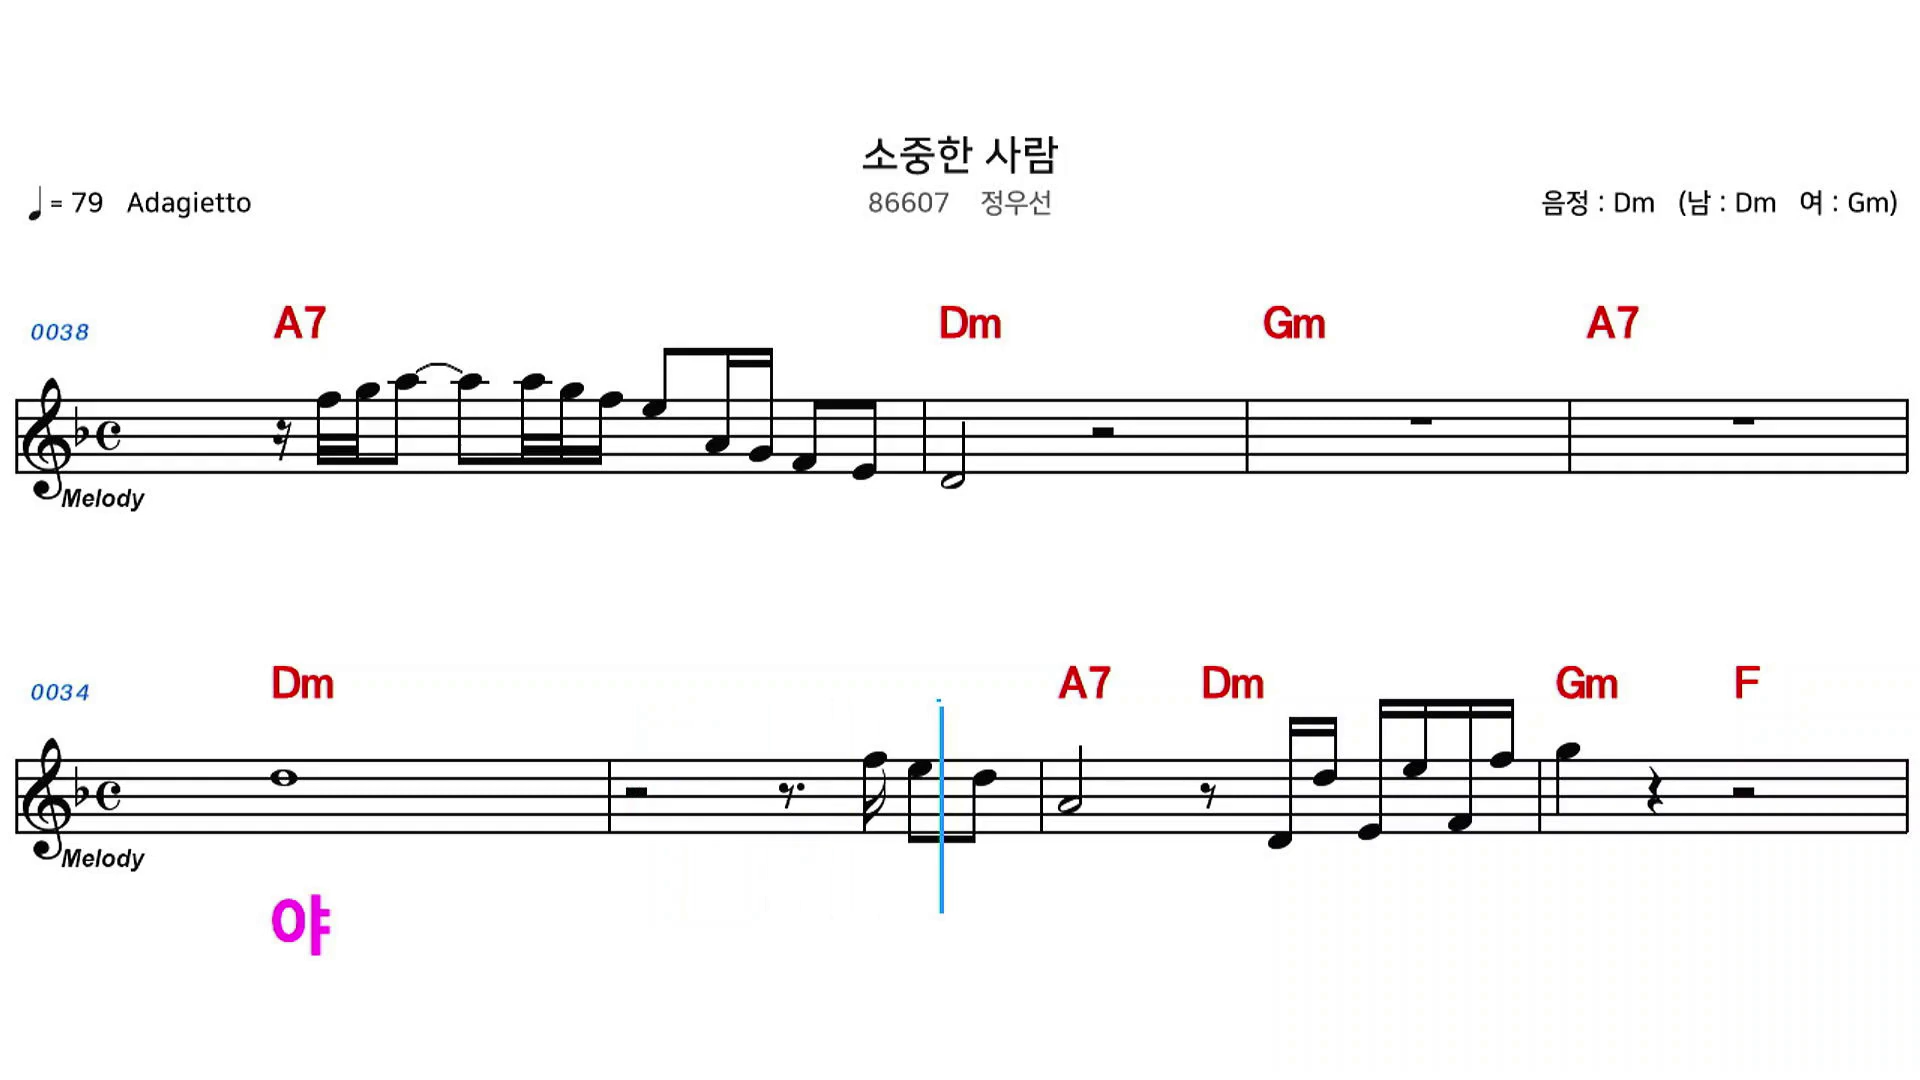 소중한 사람
♩= 79 Adagietto 86607 정우선 음정 : Dm (남 : Dm 여 : Gm)
0038 A7 Dm Gm A7
Melody
0034 Dm A7 Dm Gm F
Melody
야